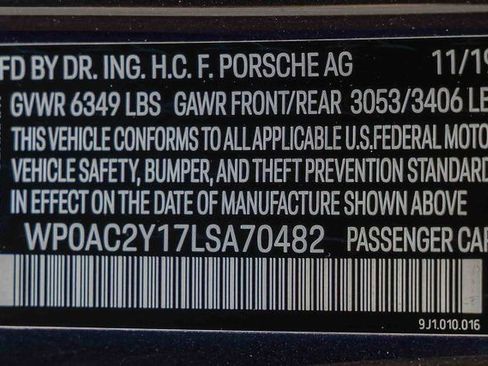 FD BY DR. ING. H.C. F. PORSCHE AG 11/19
GVWR 6349 LBS GAWR FRONT/REAR 3053/3406 LB
THIS VEHICLE CONFORMS TO ALL APPLICABLE U.S.FEDERAL MOTO
VEHICLE SAFETY, BUMPER, AND THEFT PREVENTION STANDARD
IN EFFECT ON THE DATE OF MANUFACTURE SHOWN ABOVE
WP0AC2Y17LSA70482 PASSENGER CAR
9J1.010.016